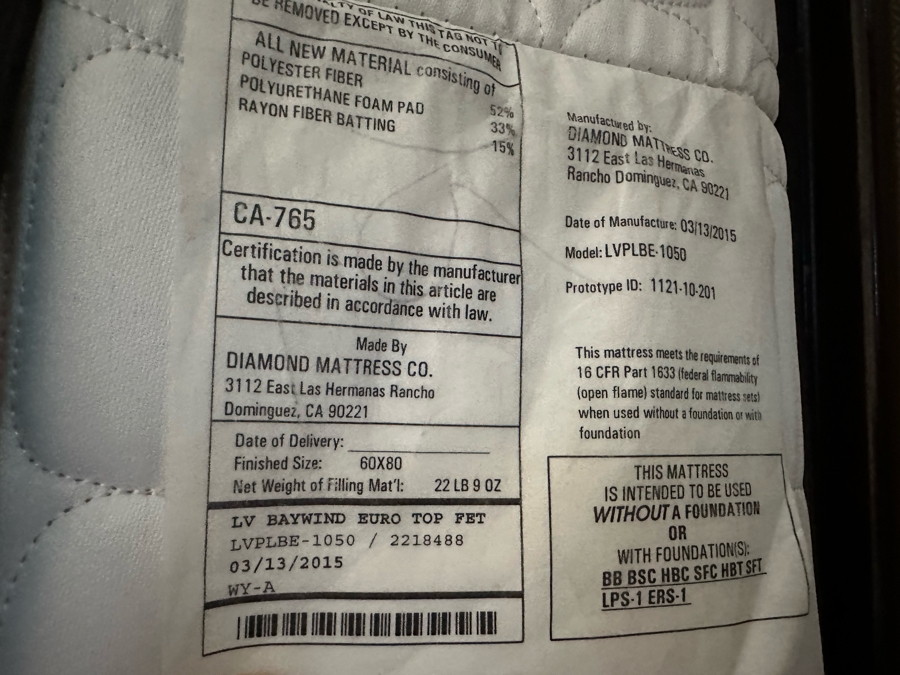 ALTY OF LAW THIS TAG NOT T
BE REMOVED EXCEPT BY THE CONSUMER
ALL NEW MATERIAL consisting of
POLYESTER FIBER 52%
POLYURETHANE FOAM PAD 33%
RAYON FIBER BATTING 15%
CA-765
Certification is made by the manufacturer
that the materials in this article are
described in accordance with law.
Made By
DIAMOND MATTRESS CO.
3112 East Las Hermanas Rancho
Dominguez, CA 90221
Date of Delivery:
Finished Size: 60X80
Net Weight of Filling Mat'l: 22 LB 9 OZ
LV BAYWIND EURO TOP FET
LVPLBE-1050 / 2218488
03/13/2015
WY-A
Manufactured by:
DIAMOND MATTRESS CO.
3112 East Las Hermanas
Rancho Dominguez, CA 90221
Date of Manufacture: 03/13/2015
Model: LVPLBE-1050
Prototype ID: 1121-10-201
This mattress meets the requirements of
16 CFR Part 1633 (federal flammability
(open flame) standard for mattress sets)
when used without a foundation or with
foundation
THIS MATTRESS
IS INTENDED TO BE USED
WITHOUT A FOUNDATION
OR
WITH FOUNDATION(S):
BB BSC HBC SFC HBT SFT
LPS-1 ERS-1